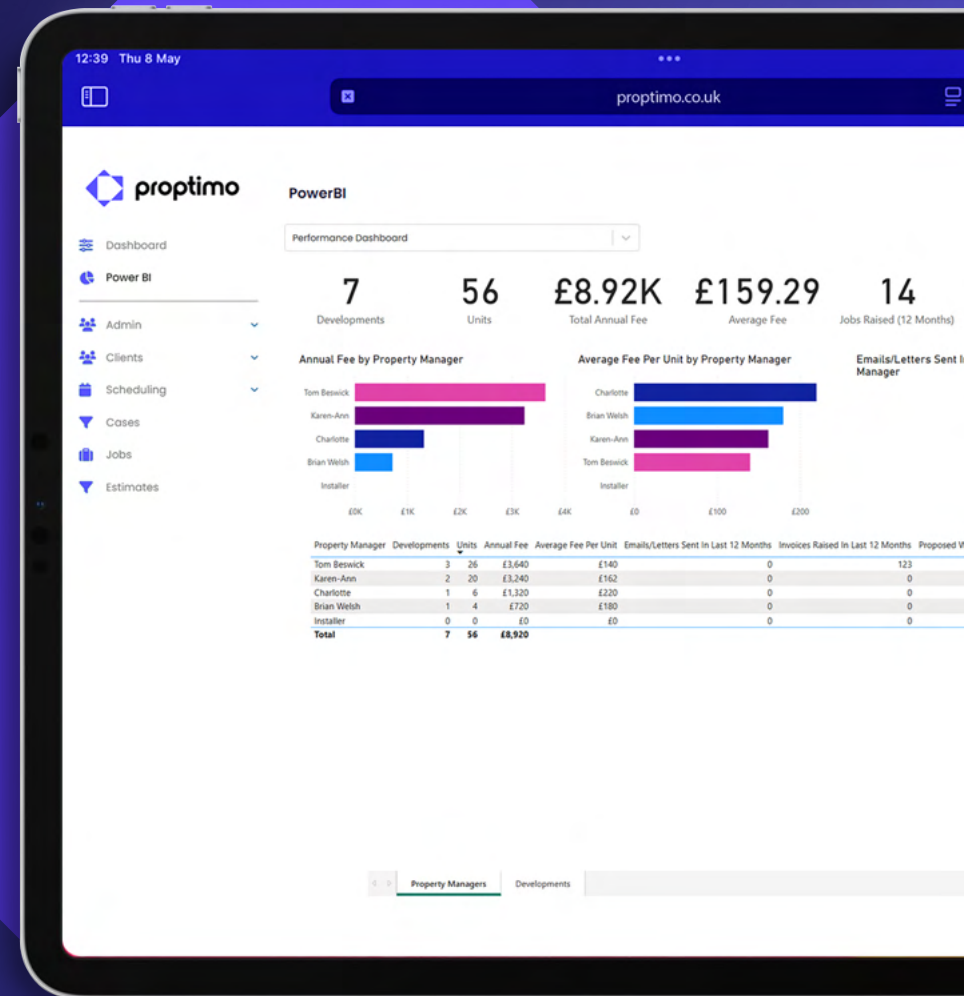 12:39 Thu 8 May
proptimo.co.uk
proptimo
PowerBI
Performance Dashboard
Dashboard
Power BI
Admin
Clients
Scheduling
Cases
Jobs
Estimates
7 56 £8.92K £159.29 14
Developments Units Total Annual Fee Average Fee Jobs Raised (12 Months)
Annual Fee by Property Manager
Tom Beswick
Karen-Ann
Charlotte
Brian Welsh
Installer
£0K £1K £2K £3K £4K
Average Fee Per Unit by Property Manager
Charlotte
Brian Welsh
Karen-Ann
Tom Beswick
Installer
£0 £100 £200
Emails/Letters Sent I
Manager
Property Manager Developments Units Annual Fee Average Fee Per Unit Emails/Letters Sent In Last 12 Months Invoices Raised In Last 12 Months Proposed W
Tom Beswick 3 26 £3,640 £140 0 123
Karen-Ann 2 20 £3,240 £162 0 0
Charlotte 1 6 £1,320 £220 0 0
Brian Welsh 1 4 £720 £180 0 0
Installer 0 0 £0 £0 0 0
Total 7 56 £8,920
Property Managers Developments